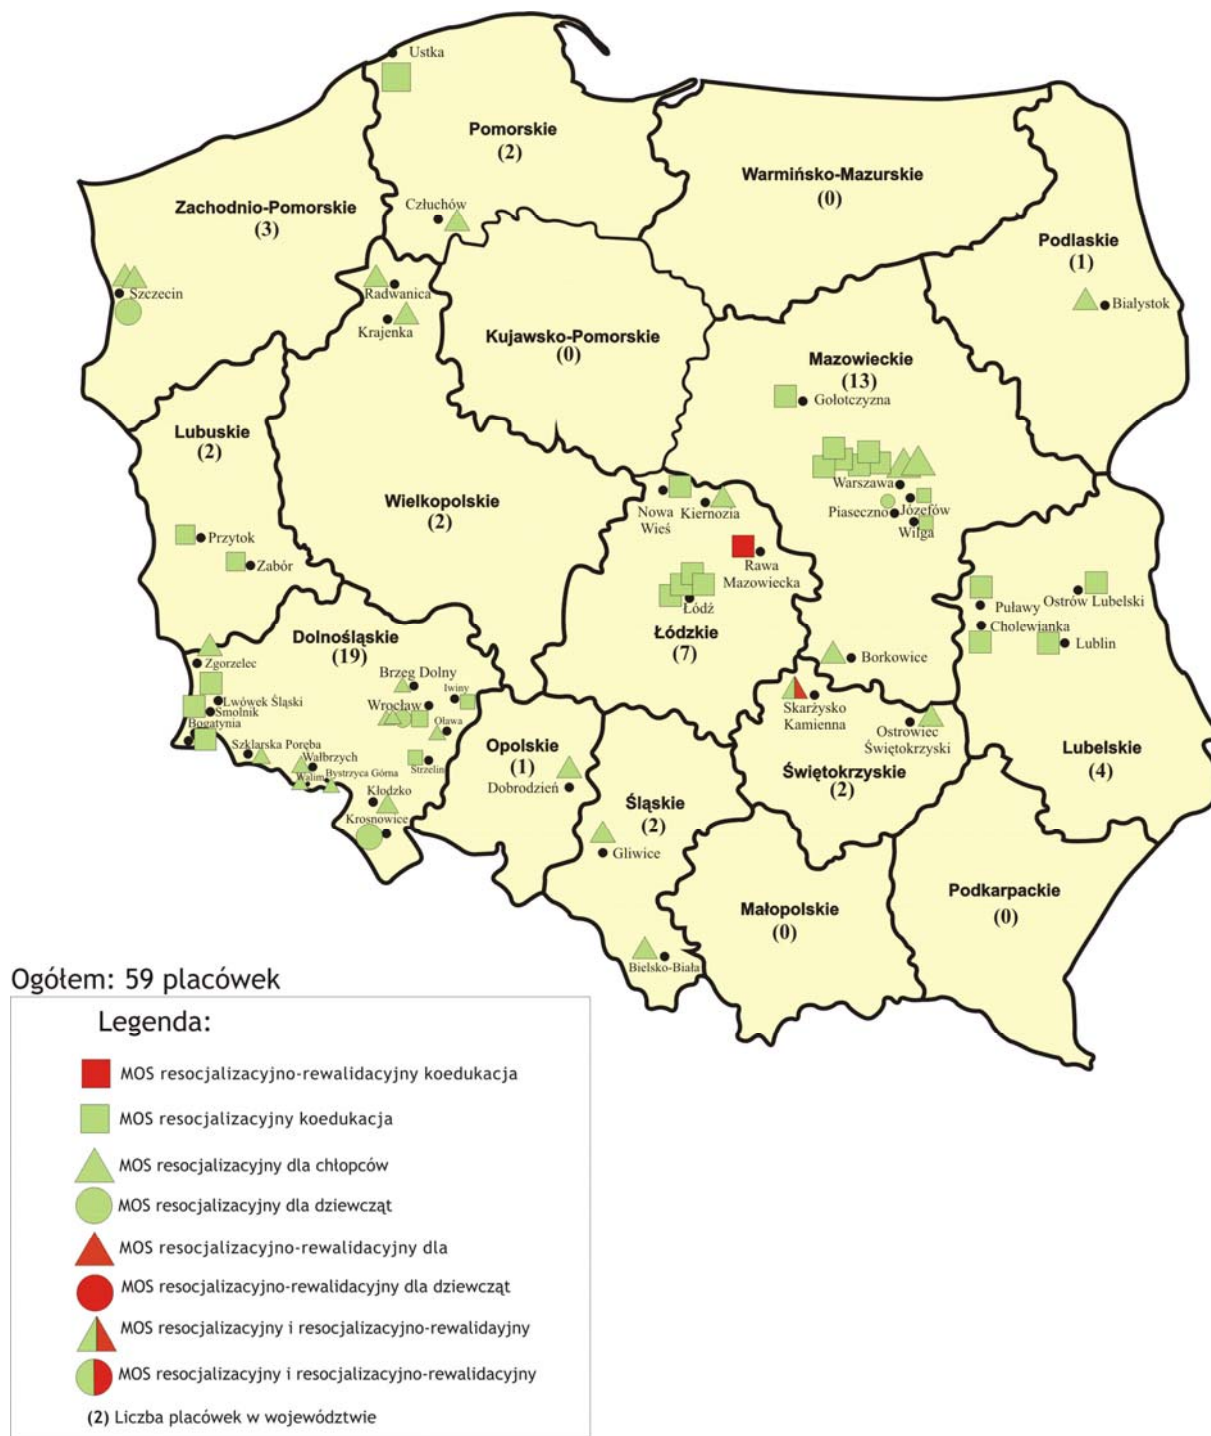 Ustka
Pomorskie
(2)
Warmińsko-Mazurskie
(0)
Człuchów
Zachodnio-Pomorskie
(3)
Podlaskie
(1)
Szczecin
Radwanica
Białystok
Krajenka
Kujawsko-Pomorskie
(0)
Mazowieckie
(13)
Gołotczyzna
Lubuskie
(2)
Warszawa
Wielkopolskie
(2)
Nowa
Wieś
Kiernozia
Piaseczno
Józefów
Wilga
Przytok
Zabór
Rawa
Mazowiecka
Łódź
Puławy
Ostrów Lubelski
Cholewianka
Lublin
Dolnośląskie
(19)
Łódzkie
(7)
Borkowice
Zgorzelec
Brzeg Dolny
Iwiny
Lwówek Śląski
Smolnik
Wrocław
Skarżysko
Kamienna
Bogatynia
Oława
Ostrowiec
Świętokrzyski
Szklarska Poręba
Wałbrzych
Strzelin
Opolskie
(1)
Lubelskie
(4)
Walim
Bystrzyca Górna
Dobrodzień
Świętokrzyskie
(2)
Kłodzko
Śląskie
(2)
Krosnowice
Gliwice
Małopolskie
(0)
Podkarpackie
(0)
Bielsko-Biała
Ogółem: 59 placówek
Legenda:
MOS resocjalizacyjno-rewalidacyjny koedukacja
MOS resocjalizacyjny koedukacja
MOS resocjalizacyjny dla chłopców
MOS resocjalizacyjny dla dziewcząt
MOS resocjalizacyjno-rewalidacyjny dla
MOS resocjalizacyjno-rewalidacyjny dla dziewcząt
MOS resocjalizacyjny i resocjalizacyjno-rewalidayjny
MOS resocjalizacyjny i resocjalizacyjno-rewalidacyjny
(2) Liczba placówek w województwie